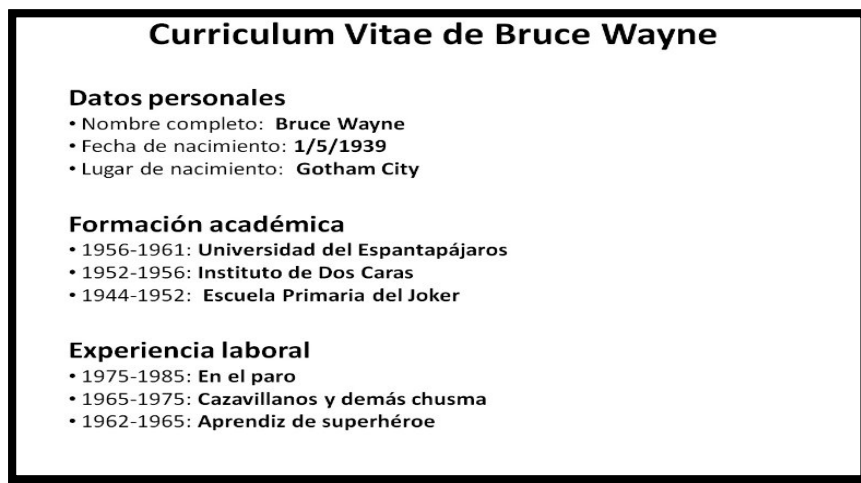 Curriculum Vitae de Bruce Wayne
Datos personales
• Nombre completo: Bruce Wayne
• Fecha de nacimiento: 1/5/1939
• Lugar de nacimiento: Gotham City
Formación académica
• 1956-1961: Universidad del Espantapájaros
• 1952-1956: Instituto de Dos Caras
• 1944-1952: Escuela Primaria del Joker
Experiencia laboral
• 1975-1985: En el paro
• 1965-1975: Cazavillanos y demás chusma
• 1962-1965: Aprendiz de superhéroe